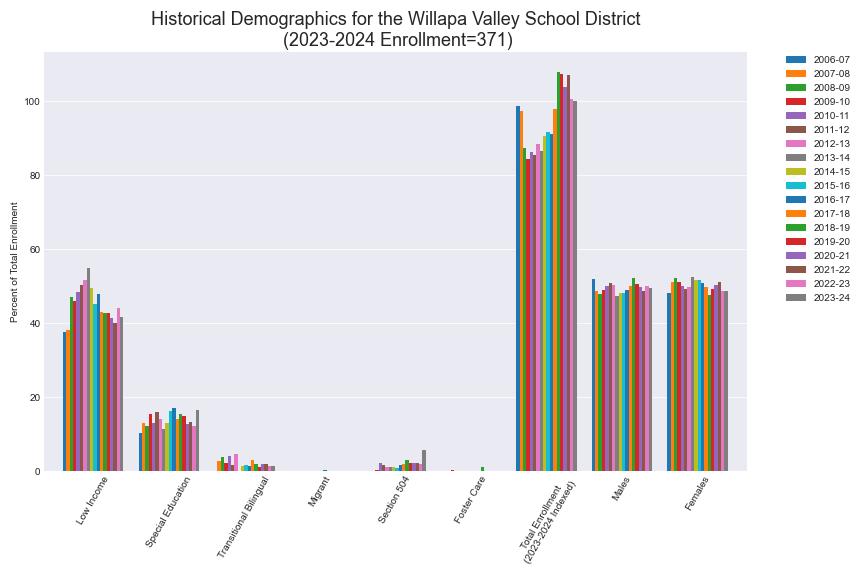 Historical Demographics for the Willapa Valley School District
(2023-2024 Enrollment=371)
Percent of Total Enrollment
100
80
60
40
20
0
Low Income
Special Education
Transitional Bilingual
Migrant
Section 504
Foster Care
Total Enrollment
(2023-2024 Indexed)
Males
Females
2006-07
2007-08
2008-09
2009-10
2010-11
2011-12
2012-13
2013-14
2014-15
2015-16
2016-17
2017-18
2018-19
2019-20
2020-21
2021-22
2022-23
2023-24